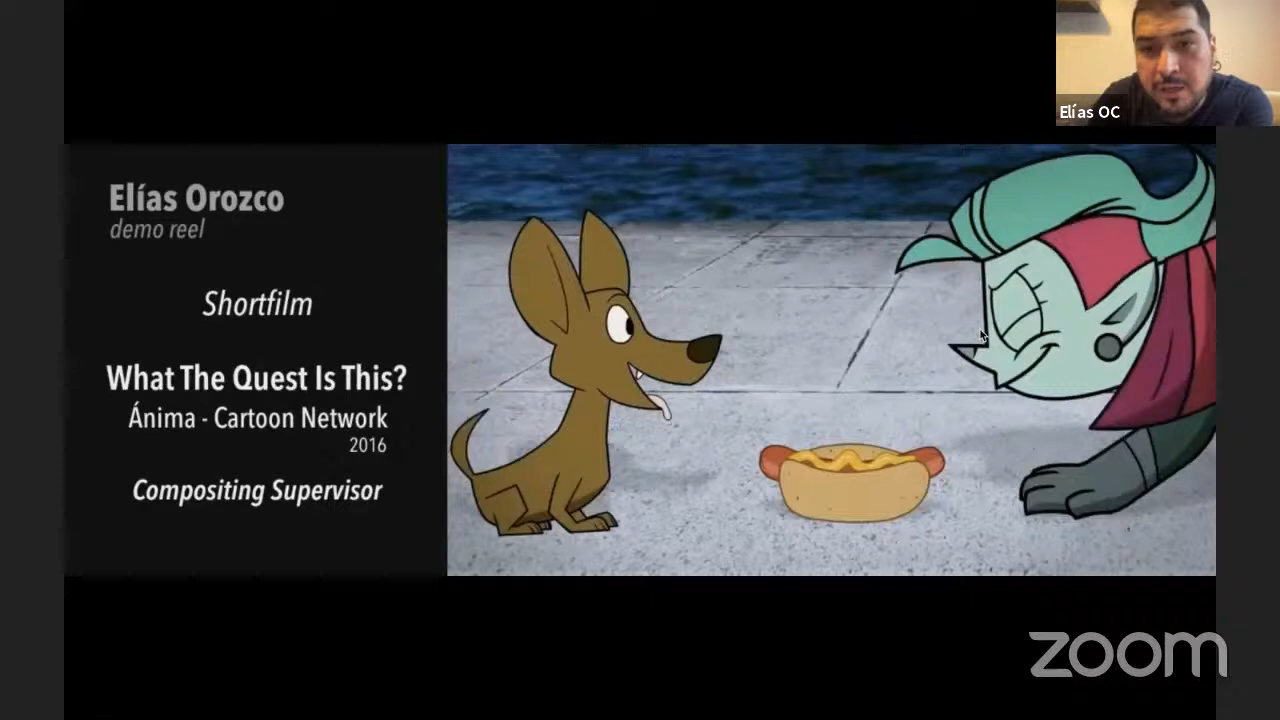 Elías OC
Elías Orozco
demo reel
Shortfilm
What The Quest Is This?
Ánima - Cartoon Network
2016
Compositing Supervisor
zoom